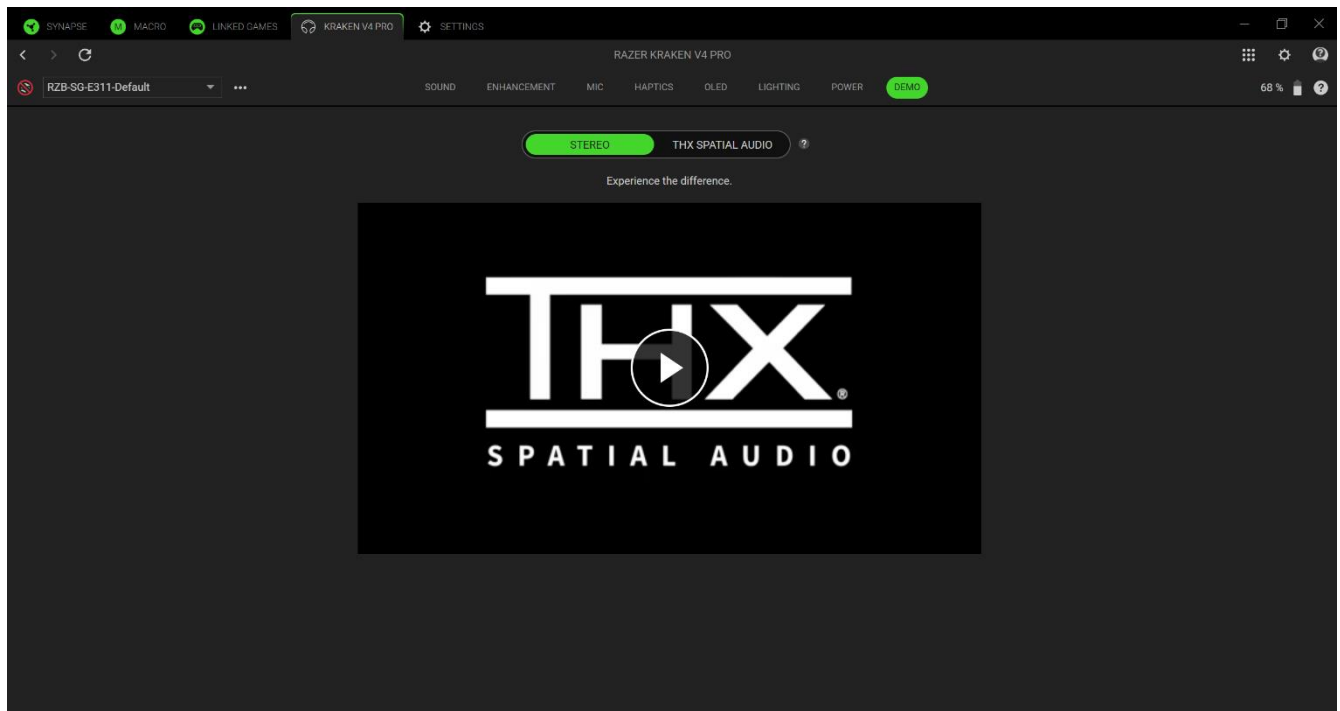 SYNAPSE M MACRO LINKED GAMES KRAKEN V4 PRO SETTINGS
RAZER KRAKEN V4 PRO
RZB-SG-E311-Default SOUND ENHANCEMENT MIC HAPTICS OLED LIGHTING POWER DEMO 68 % ?
STEREO THX SPATIAL AUDIO ?
Experience the difference.
THX®
SPATIAL AUDIO